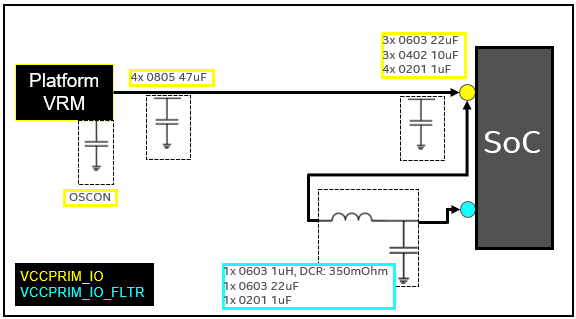 3x 0603 22uF
3x 0402 10uF
4x 0201 1uF
Platform
VRM
4x 0805 47uF
SoC
OSCON
1x 0603 1uH, DCR: 350mOhm
1x 0603 22uF
1x 0201 1uF
VCCPRIM_IO
VCCPRIM_IO_FLTR